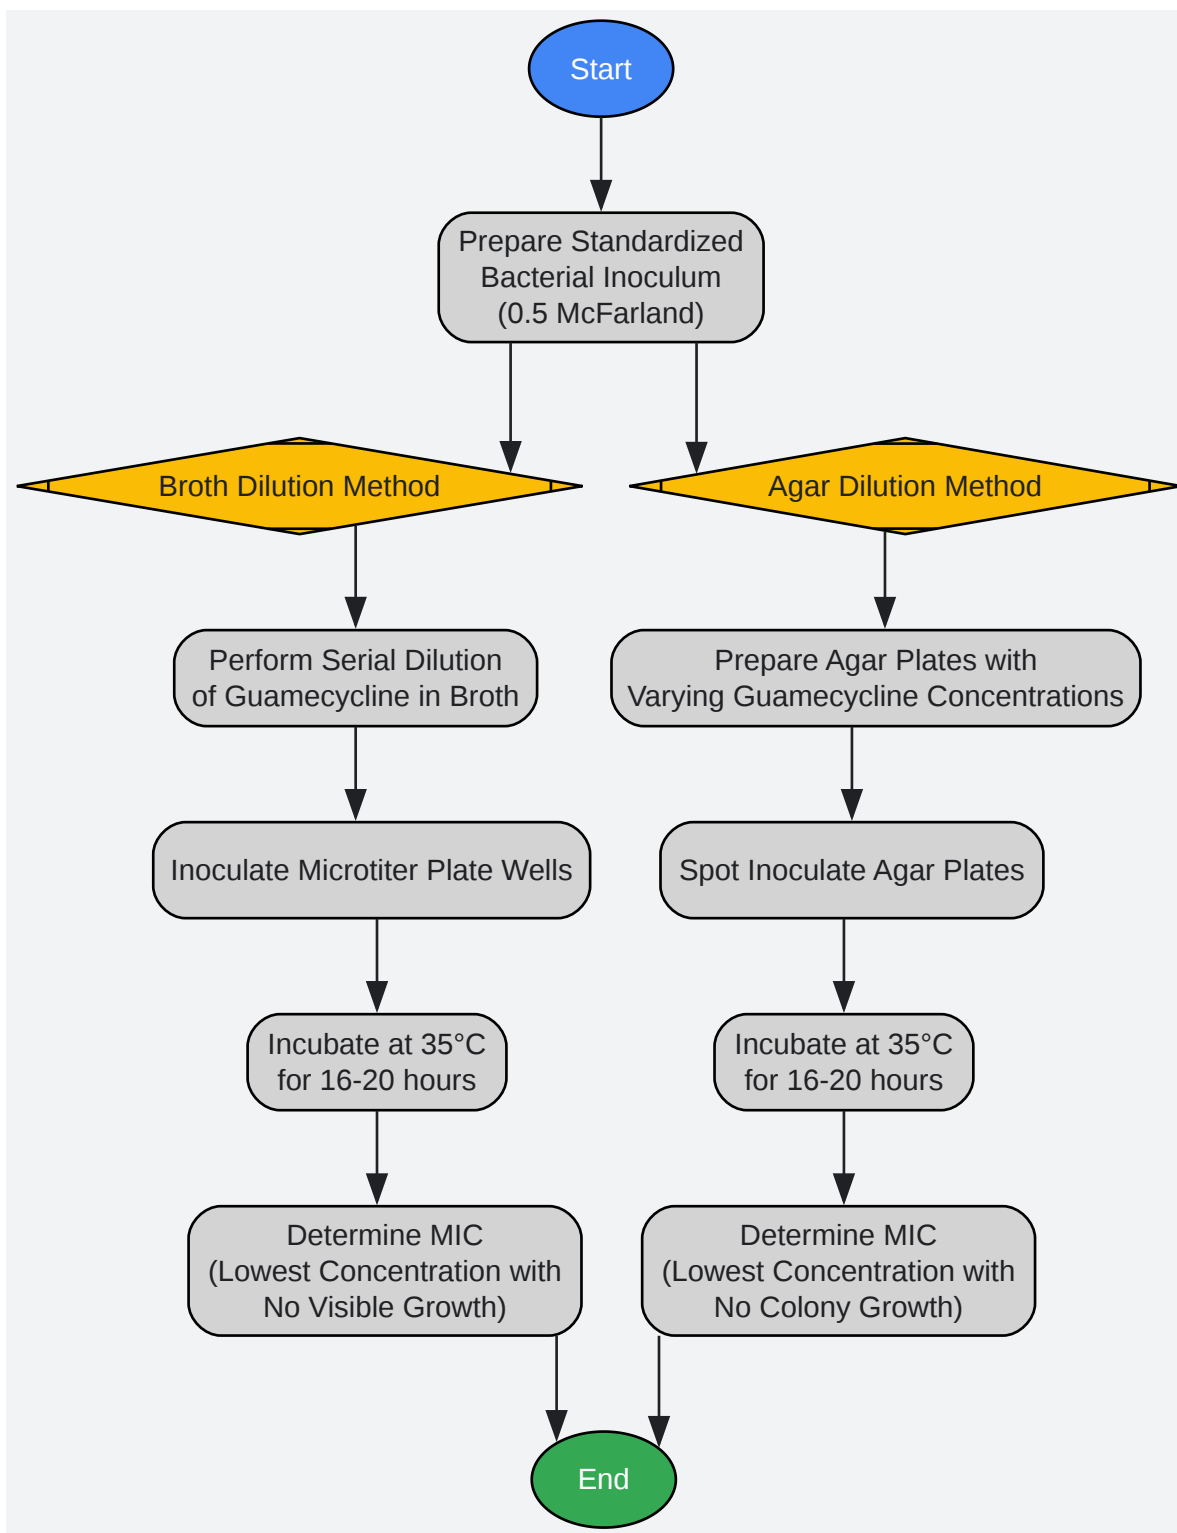 Start
Prepare Standardized
Bacterial Inoculum
(0.5 McFarland)
Broth Dilution Method
Agar Dilution Method
Perform Serial Dilution
of Guamecycline in Broth
Prepare Agar Plates with
Varying Guamecycline Concentrations
Inoculate Microtiter Plate Wells
Spot Inoculate Agar Plates
Incubate at 35°C
for 16-20 hours
Incubate at 35°C
for 16-20 hours
Determine MIC
(Lowest Concentration with
No Visible Growth)
Determine MIC
(Lowest Concentration with
No Colony Growth)
End